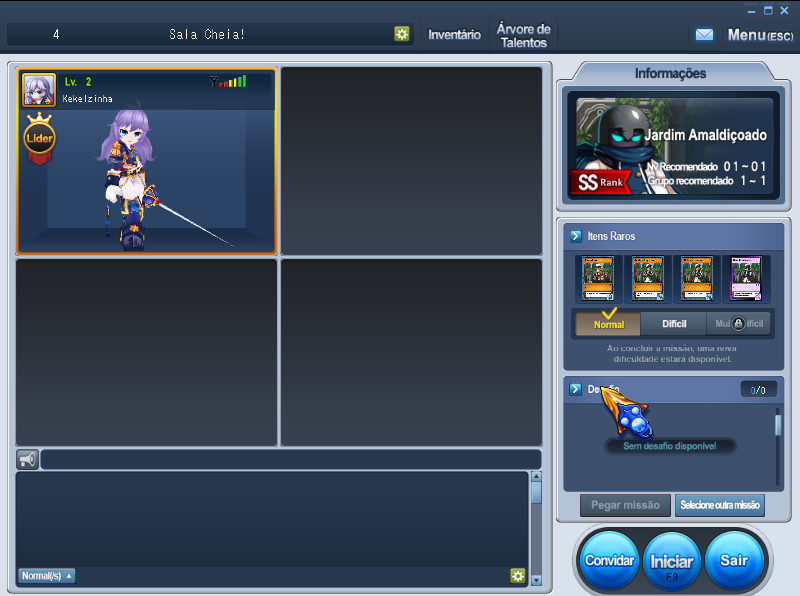 4
Sala Cheia!
Inventário
Árvore de
Talentos
Menu(ESC)
Lv. 2
Kekelzinha
Líder
Informações
Jardim Amaldiçoado
Nv Recomendado 01~01
Grupo recomendado 1~1
SS Rank
Itens Raros
Normal
Difícil
Ao concluir a missão, uma nova
dificuldade estará disponível.
0/0
Sem desafio disponível
Pegar missão
Selecione outra missão
Normal(/s)
Convidar
Iniciar
F9
Sair